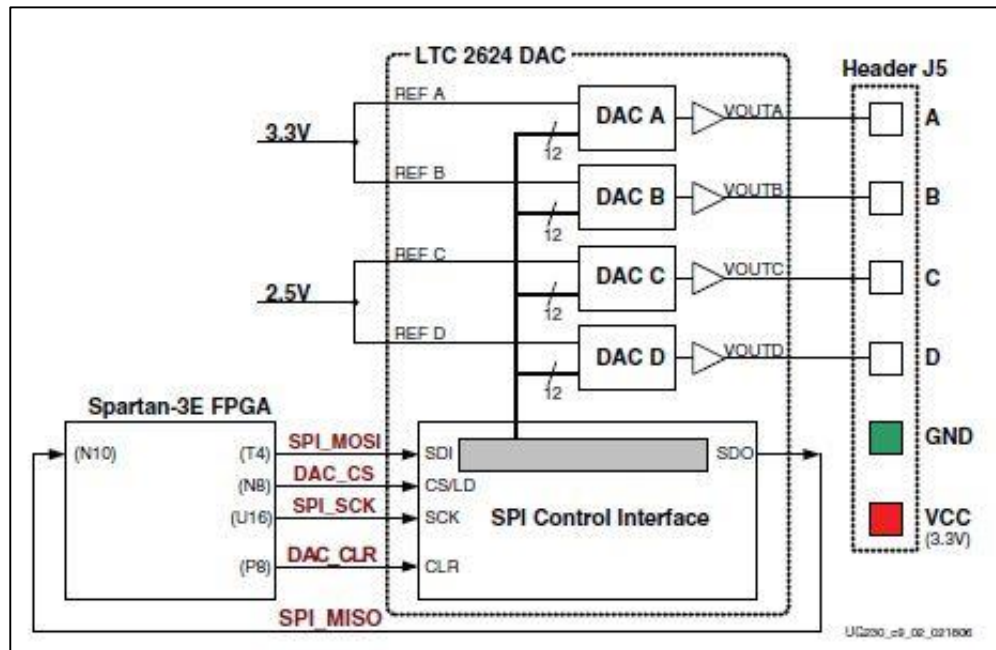 LTC 2624 DAC
Header J5
REF A
DAC A
VOUTA
A
3.3V
12
REF B
DAC B
VOUTB
B
12
REF C
DAC C
VOUTC
C
2.5V
12
REF D
DAC D
VOUTD
D
12
Spartan-3E FPGA
(N10)
(T4)
SPI_MOSI
SDI
SDO
GND
(N8)
DAC_CS
CS/LD
(U16)
SPI_SCK
SCK
SPI Control Interface
VCC
(3.3V)
(P8)
DAC_CLR
CLR
SPI_MISO
UG230_c9_02_021806